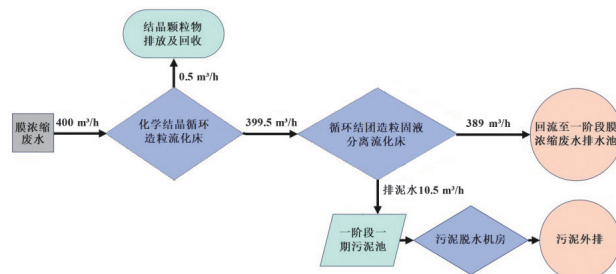 结晶颗粒物
排放及回收
0.5 m³/h
膜浓缩
废水
400 m³/h
化学结晶循环
造粒流化床
399.5 m³/h
循环结团造粒固液
分离流化床
389 m³/h
回流至一阶段膜
浓缩废水排水池
排泥水10.5 m³/h
一阶段一
期污泥池
污泥脱水机房
污泥外排